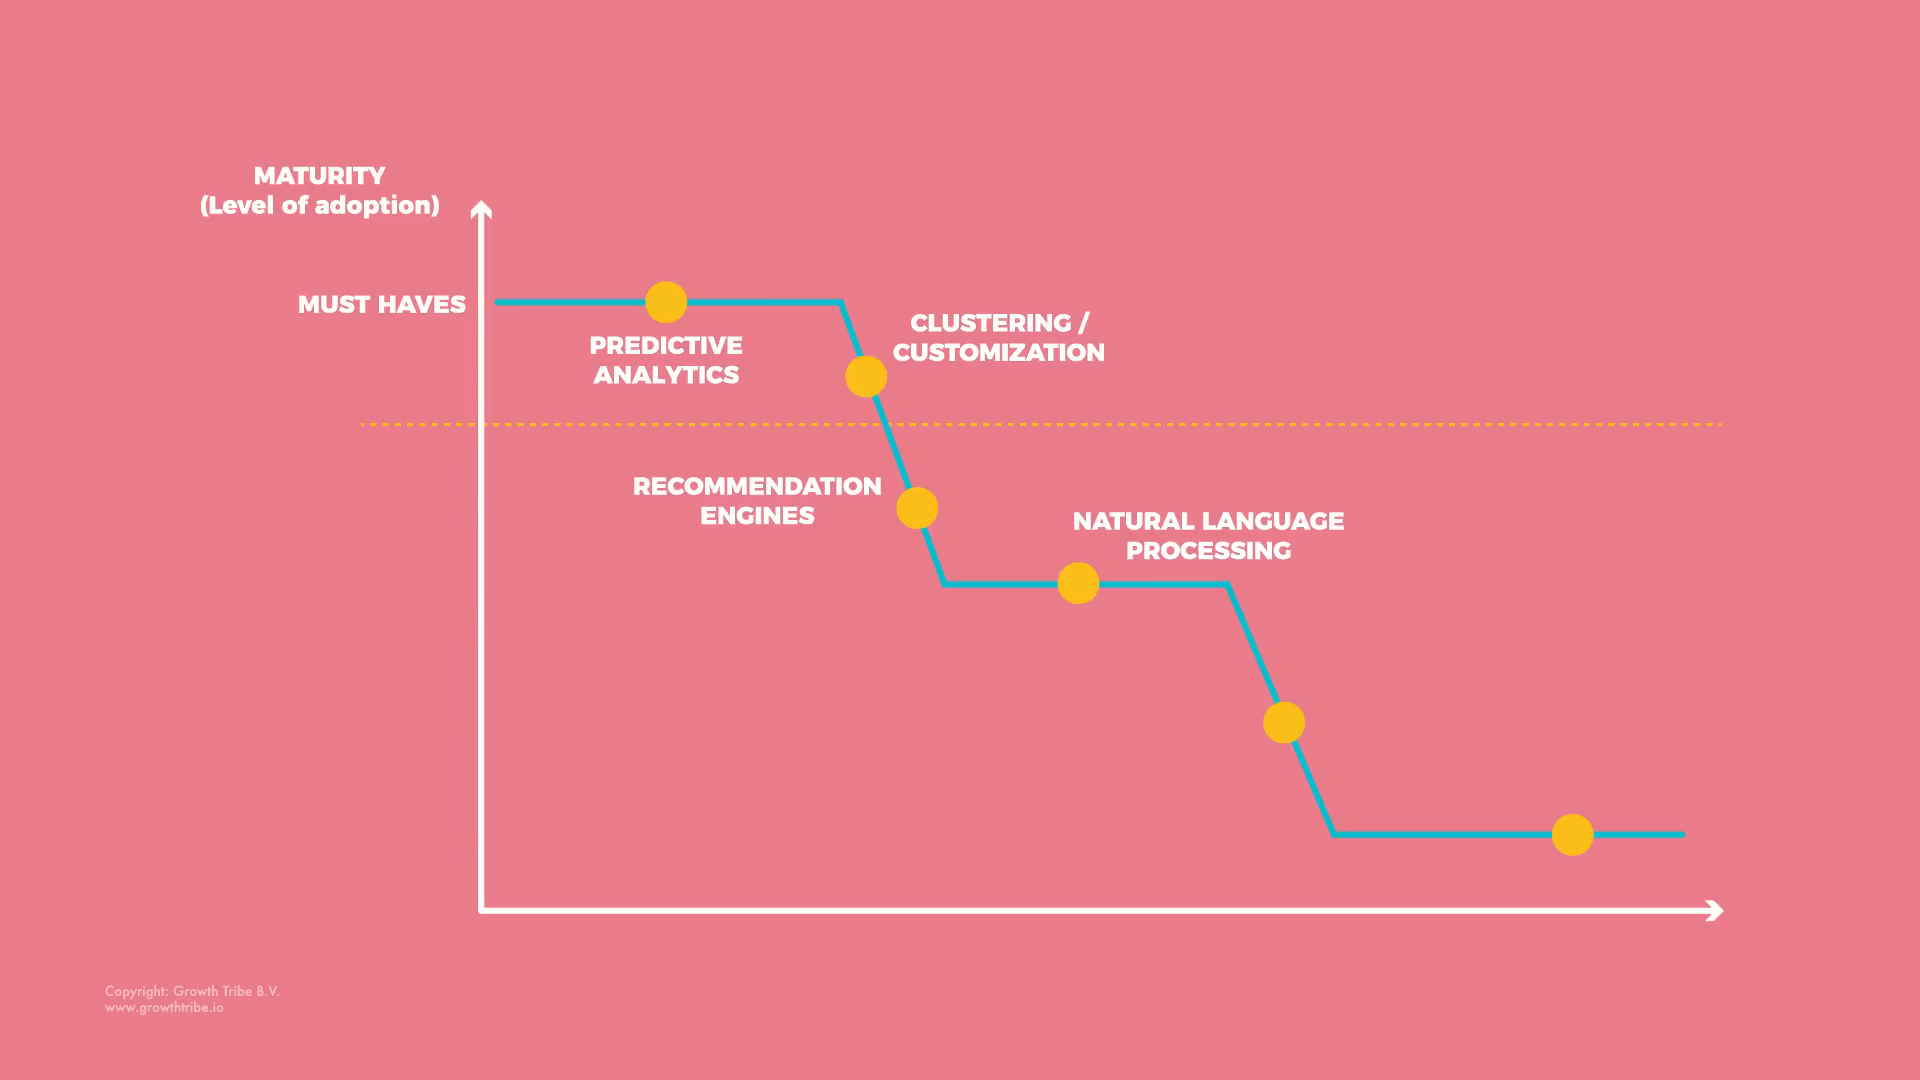 MATURITY
(Level of adoption)
MUST HAVES
PREDICTIVE
ANALYTICS
CLUSTERING /
CUSTOMIZATION
RECOMMENDATION
ENGINES
NATURAL LANGUAGE
PROCESSING
Copyright: Growth Tribe B.V.
www.growthtribe.io